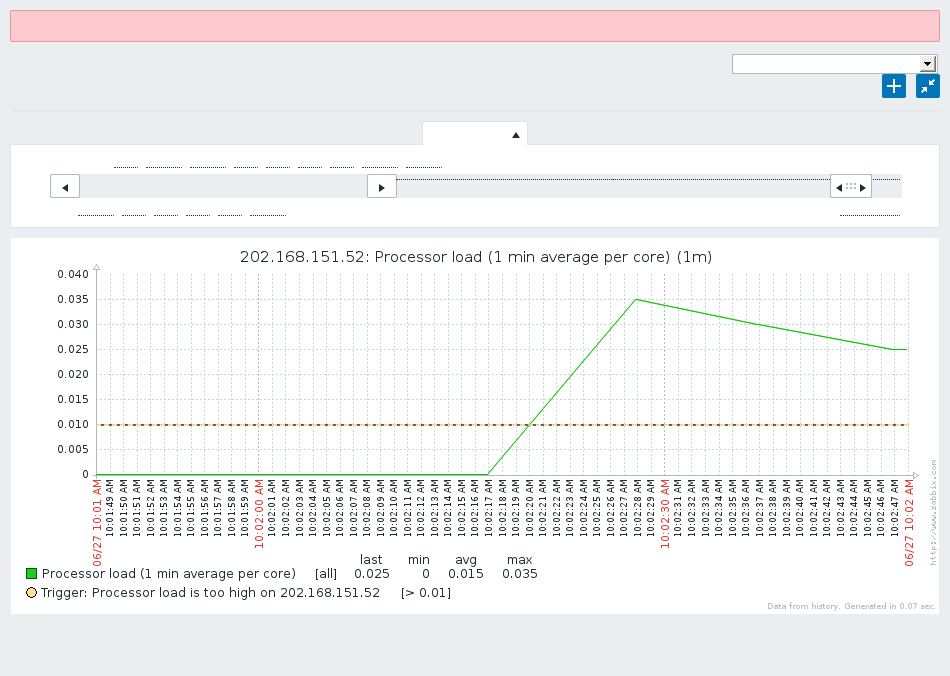 202.168.151.52: Processor load (1 min average per core) (1m)
0.040
0.035
0.030
0.025
0.020
0.015
0.010
0.005
0
06/27 10:01 AM
10:01:49 AM
10:01:50 AM
10:01:51 AM
10:01:52 AM
10:01:53 AM
10:01:54 AM
10:01:55 AM
10:01:56 AM
10:01:57 AM
10:01:58 AM
10:01:59 AM
10:02:00 AM
10:02:01 AM
10:02:02 AM
10:02:03 AM
10:02:04 AM
10:02:05 AM
10:02:06 AM
10:02:07 AM
10:02:08 AM
10:02:09 AM
10:02:10 AM
10:02:11 AM
10:02:12 AM
10:02:13 AM
10:02:14 AM
10:02:15 AM
10:02:16 AM
10:02:17 AM
10:02:18 AM
10:02:19 AM
10:02:20 AM
10:02:21 AM
10:02:22 AM
10:02:23 AM
10:02:24 AM
10:02:25 AM
10:02:26 AM
10:02:27 AM
10:02:28 AM
10:02:29 AM
10:02:30 AM
10:02:31 AM
10:02:32 AM
10:02:33 AM
10:02:34 AM
10:02:35 AM
10:02:36 AM
10:02:37 AM
10:02:38 AM
10:02:39 AM
10:02:40 AM
10:02:41 AM
10:02:42 AM
10:02:43 AM
10:02:44 AM
10:02:45 AM
10:02:46 AM
10:02:47 AM
06/27 10:02 AM
http://www.zabbix.com
last min avg max
Processor load (1 min average per core) [all] 0.025 0 0.015 0.035
Trigger: Processor load is too high on 202.168.151.52 [> 0.01]
Data from history. Generated in 0.07 sec.